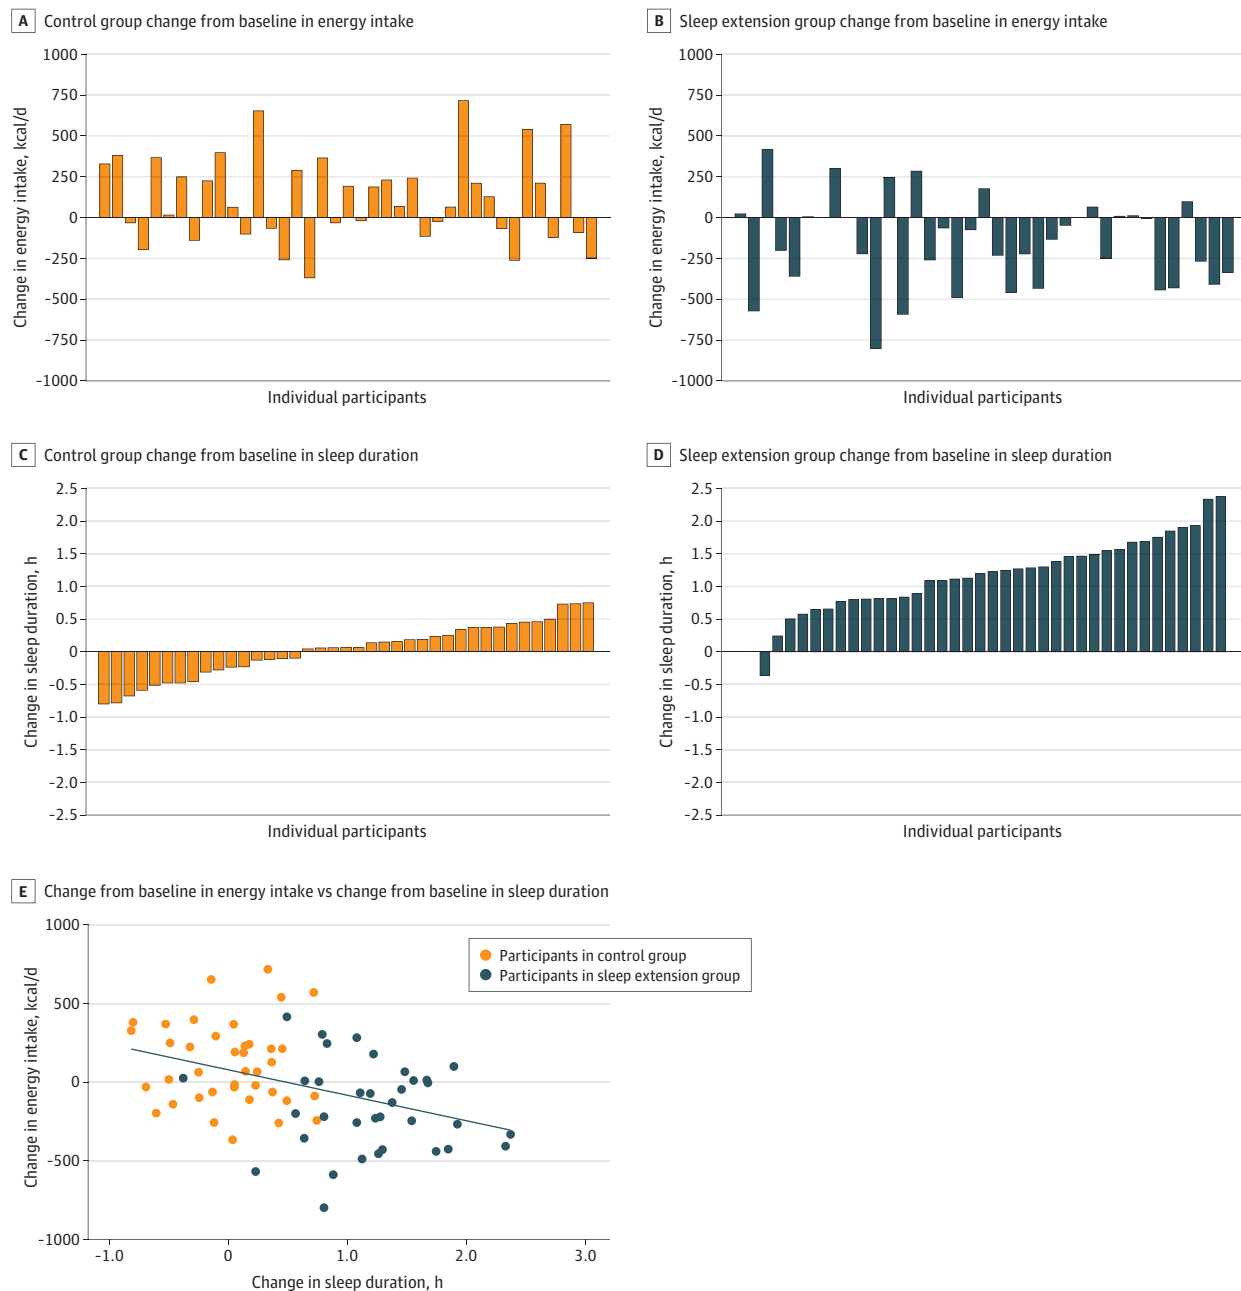 A Control group change from baseline in energy intake
1000
750
500
250
0
-250
-500
-750
-1000
Change in energy intake, kcal/d
Individual participants
B Sleep extension group change from baseline in energy intake
1000
750
500
250
0
-250
-500
-750
-1000
Change in energy intake, kcal/d
Individual participants
C Control group change from baseline in sleep duration
2.5
2.0
1.5
1.0
0.5
0
-0.5
-1.0
-1.5
-2.0
-2.5
Change in sleep duration, h
Individual participants
D Sleep extension group change from baseline in sleep duration
2.5
2.0
1.5
1.0
0.5
0
-0.5
-1.0
-1.5
-2.0
-2.5
Change in sleep duration, h
Individual participants
E Change from baseline in energy intake vs change from baseline in sleep duration
1000
500
0
-500
-1000
Change in energy intake, kcal/d
Participants in control group
Participants in sleep extension group
-1.0 0 1.0 2.0 3.0
Change in sleep duration, h